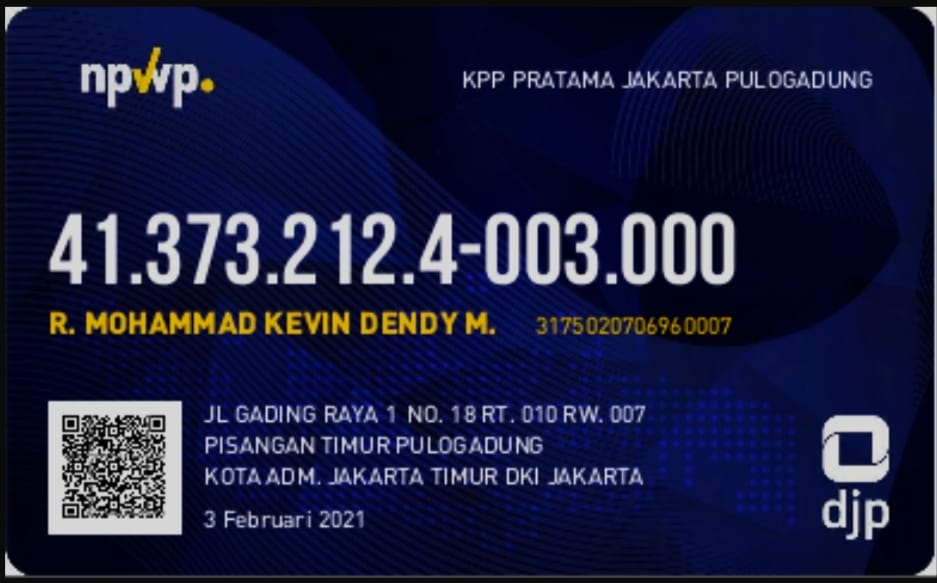 npwp.
KPP PRATAMA JAKARTA PULOGADUNG
41.373.212.4-003.000
R. MOHAMMAD KEVIN DENDY M. 3175020706960007
JL GADING RAYA 1 NO. 18 RT. 010 RW. 007
PISANGAN TIMUR PULOGADUNG
KOTA ADM. JAKARTA TIMUR DKI JAKARTA
3 Februari 2021
djp